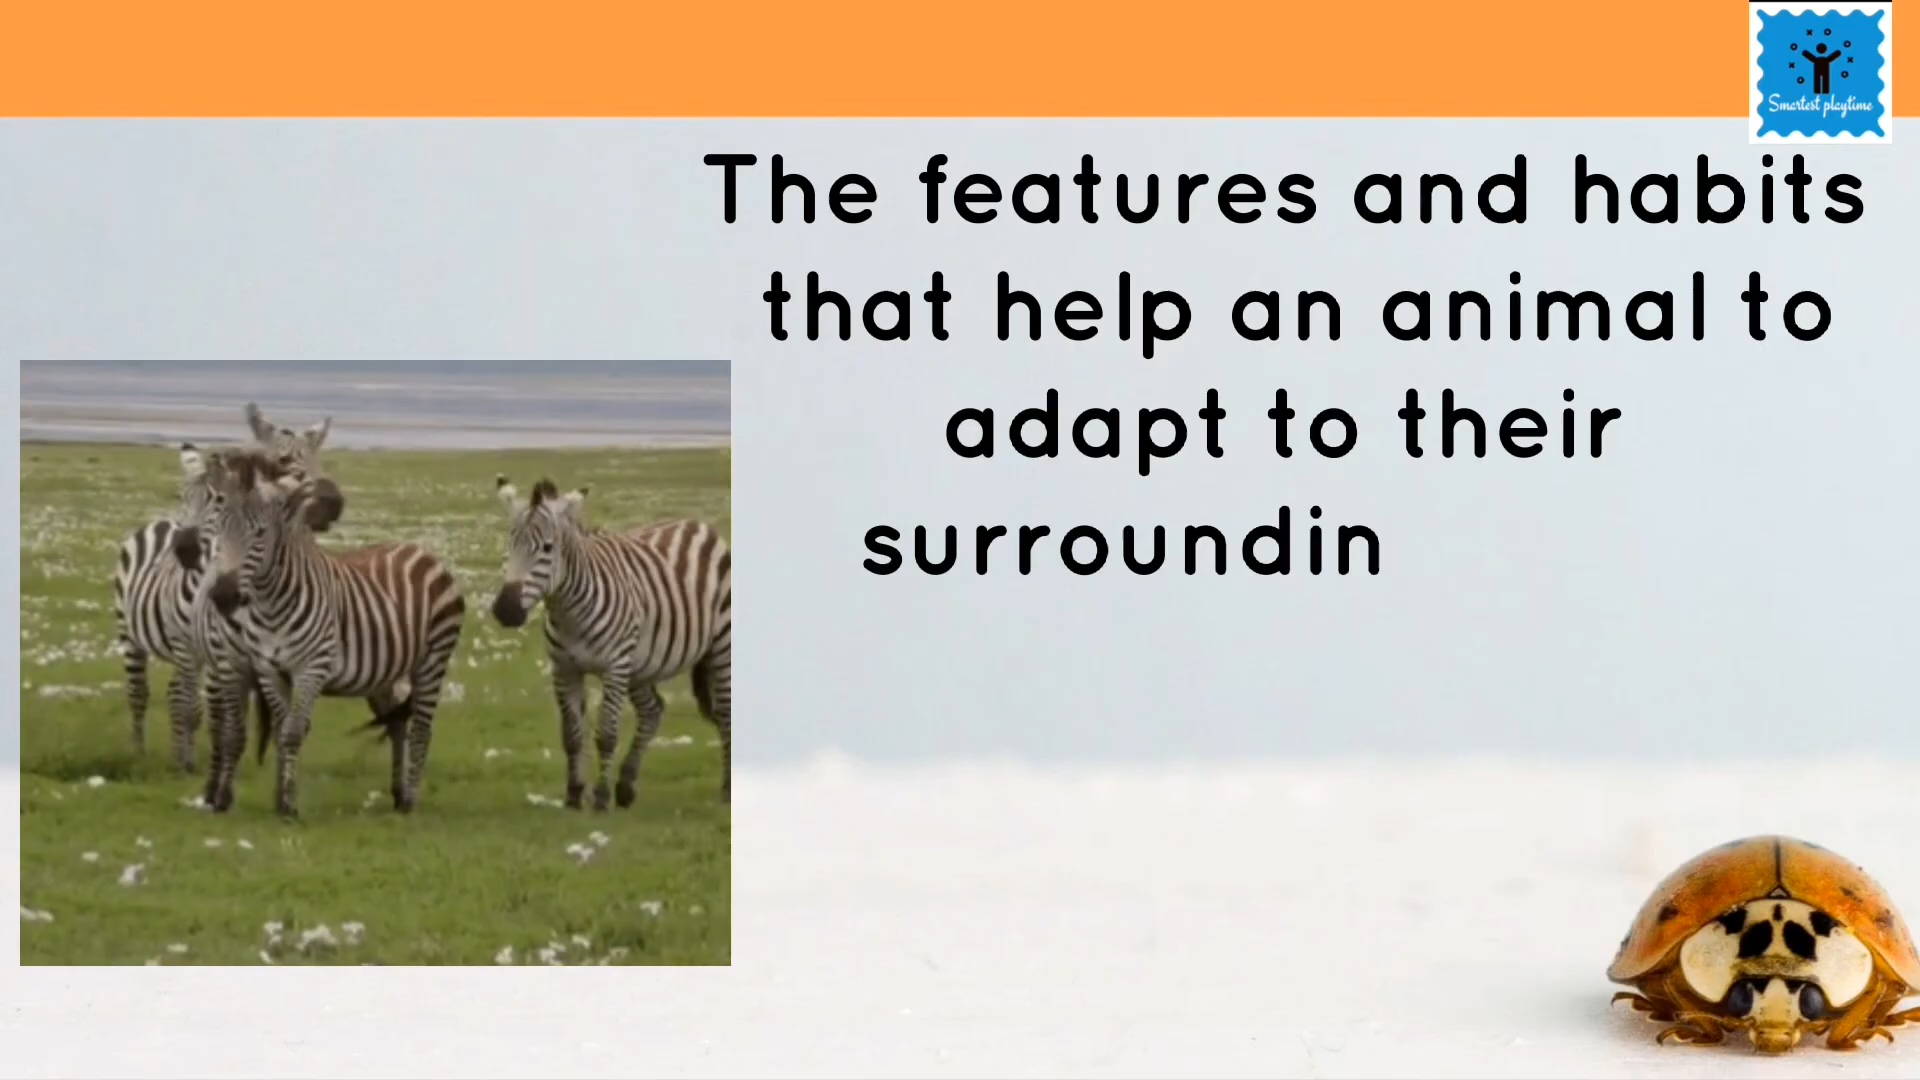 Smartest playtime
The features and habits
that help an animal to
adapt to their
surroundin